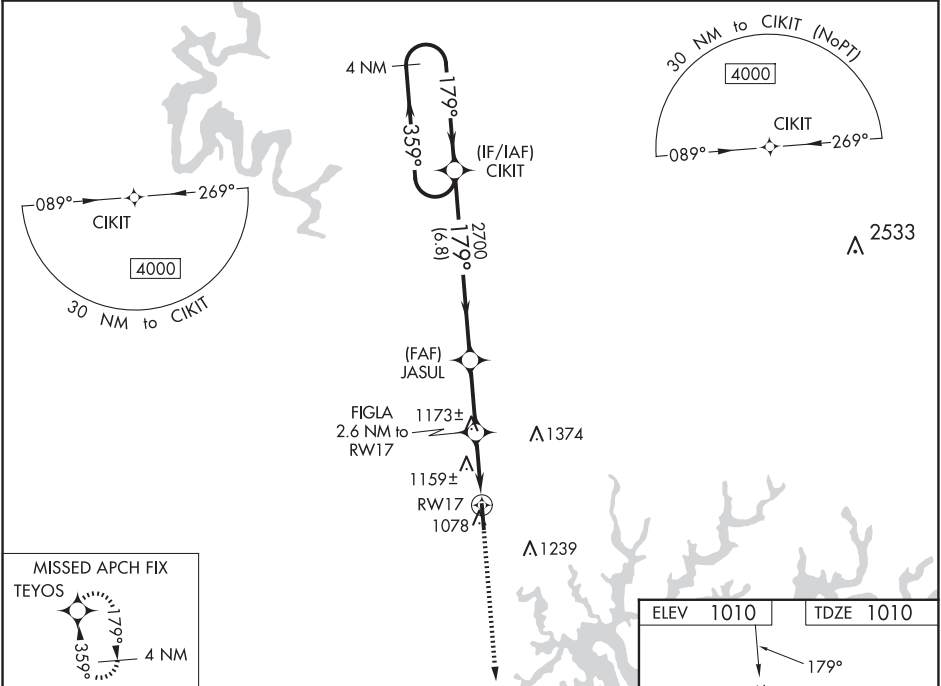 30 NM to CIKIT (NoPT)
4000
CIKIT
089°
269°
4 NM
179°
359°
(IF/IAF)
CIKIT
2700
179°
(6.8)
2533
089°
269°
CIKIT
4000
30 NM to CIKIT
(FAF)
JASUL
FIGLA
2.6 NM to
RW17
1173±
1374
1159±
RW17
1078
1239
MISSED APCH FIX
TEYOS
179°
359°
4 NM
ELEV 1010
TDZE 1010
179°